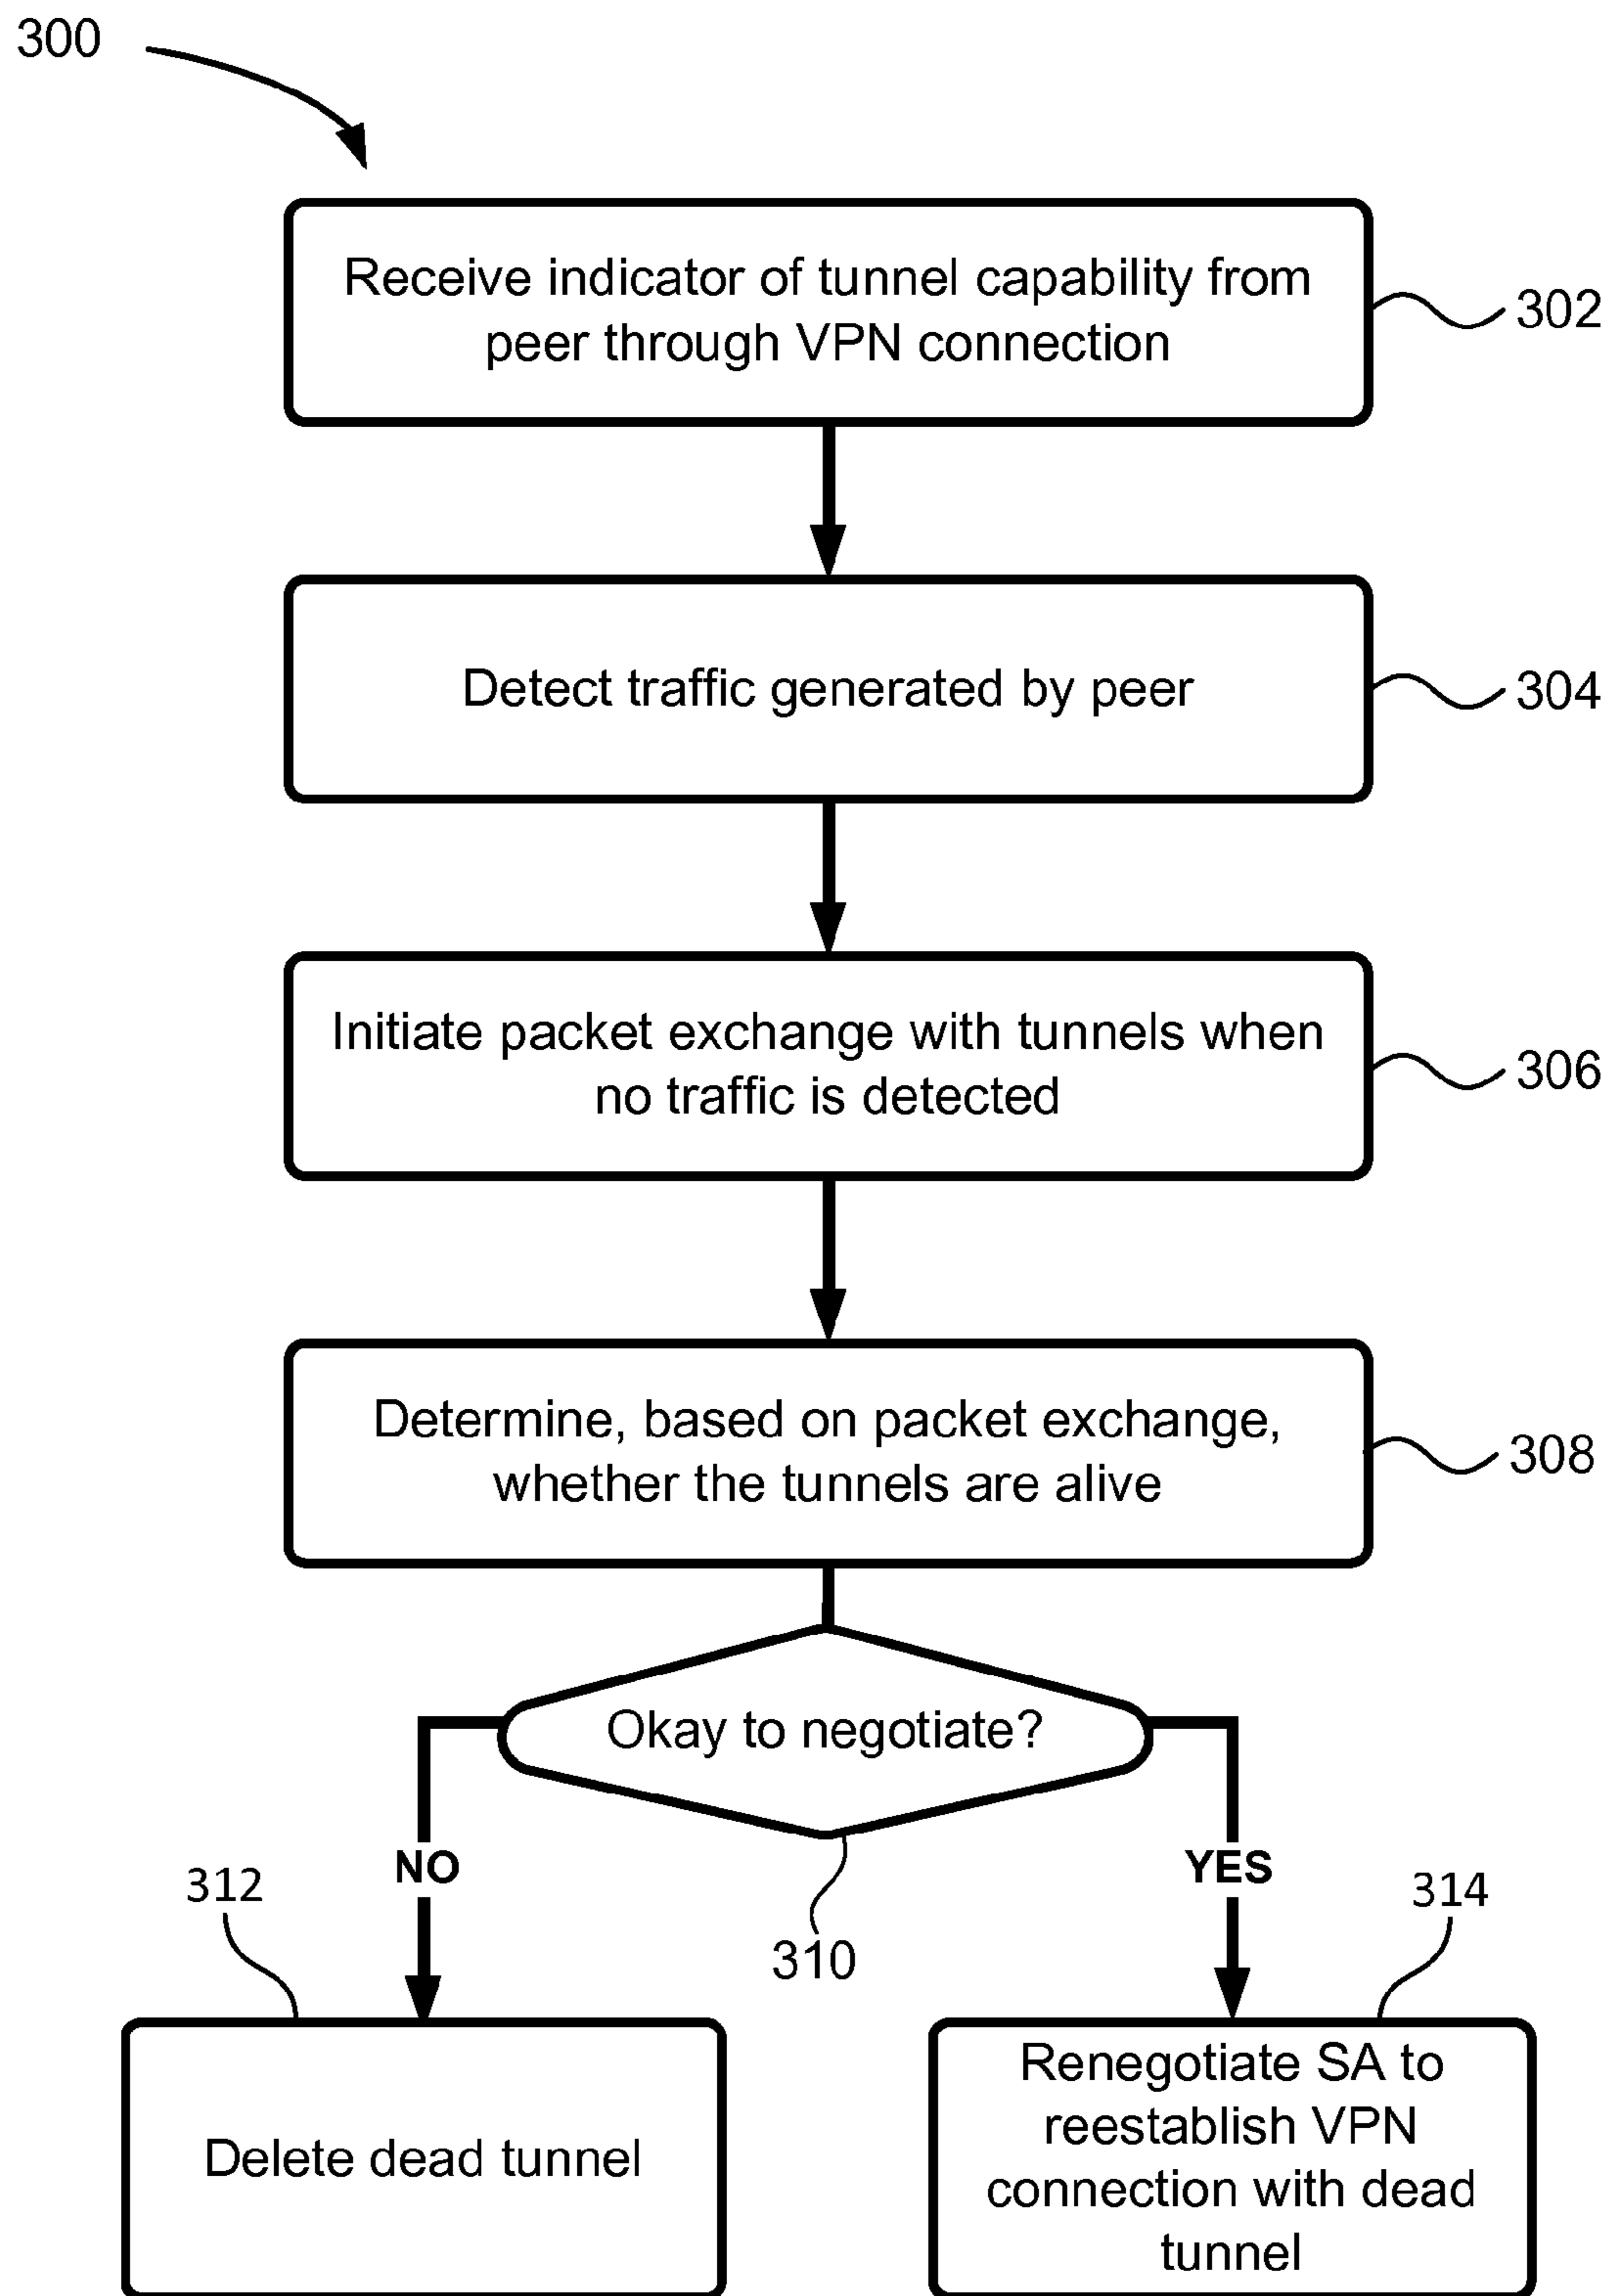 300
Receive indicator of tunnel capability from
peer through VPN connection
302
Detect traffic generated by peer
304
Initiate packet exchange with tunnels when
no traffic is detected
306
Determine, based on packet exchange,
whether the tunnels are alive
308
Okay to negotiate?
310
NO
YES
312
314
Delete dead tunnel
Renegotiate SA to
reestablish VPN
connection with dead
tunnel